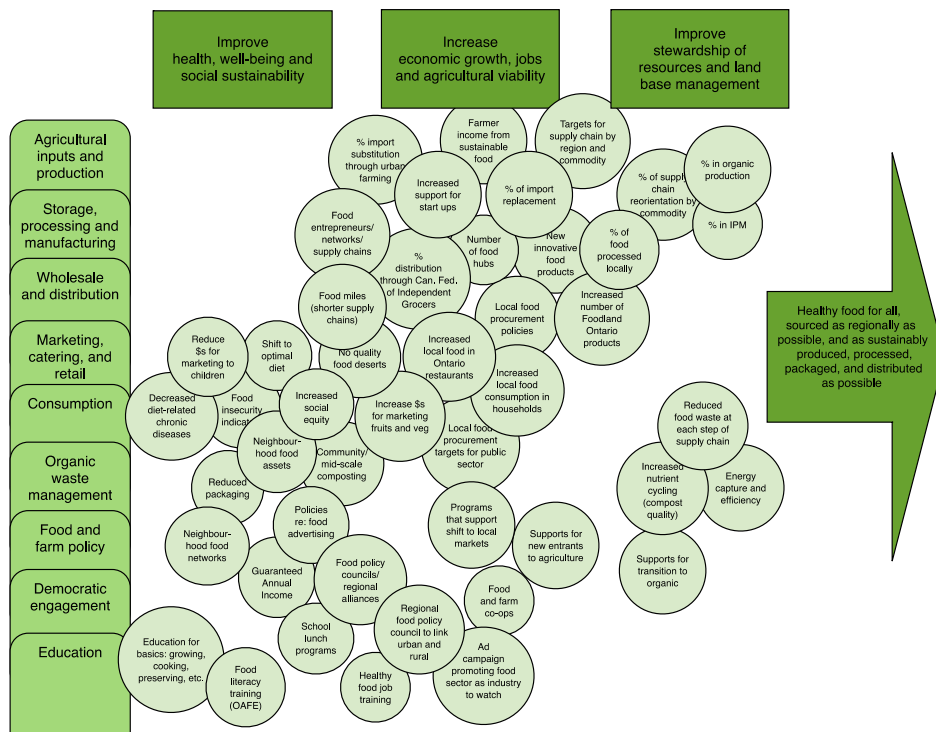 Improve
health, well-being and
social sustainability
Increase
economic growth, jobs
and agricultural viability
Improve
stewardship of
resources and land
base management
Agricultural
inputs and
production
Storage,
processing and
manufacturing
Wholesale
and distribution
Marketing,
catering, and
retail
Consumption
Organic
waste
management
Food and
farm policy
Democratic
engagement
Education
% import
substitution
through urban
farming
Farmer
income from
sustainable
food
Targets for
supply chain by
region and
commodity
Increased
support for
start ups
% of import
replacement
% of supply
chain
reorientation by
commodity
% in organic
production
% in IPM
Food
entrepreneurs/
networks/
supply chains
Number
of food
hubs
New
innovative
food
products
% of
food
processed
locally
%
distribution
through Can. Fed.
of Independent
Grocers
Food miles
(shorter supply
chains)
Local food
procurement
policies
Increased
number of
Foodland
Ontario
products
Reduce
$s for
marketing to
children
Shift to
optimal
diet
No quality
food deserts
Increased
local food in
Ontario
restaurants
Increased
local food
consumption in
households
Decreased
diet-related
chronic
diseases
Food
insecurity
Increased
social
equity
Increase $s
for marketing
fruits and veg
Local food
procurement
targets for public
sector
Neighbour-
hood food
assets
Community/
mid-scale
composting
Reduced
packaging
Reduced
food waste at
each step of
supply chain
Increased
nutrient
cycling
(compost
quality)
Energy
capture and
efficiency
Policies
re: food
advertising
Programs
that support
shift to local
markets
Supports for
new entrants
to agriculture
Supports for
transition to
organic
Neighbour-
hood food
networks
Guaranteed
Annual
Income
Food policy
councils/
regional
alliances
Food
and farm
co-ops
School
lunch
programs
Regional
food policy
council to link
urban and
rural
Education for
basics: growing,
cooking,
preserving, etc.
Food
literacy
training
(OAFE)
Healthy
food job
training
Ad
campaign
promoting food
sector as industry
to watch
Healthy food for all,
sourced as regionally as
possible, and as sustainably
produced, processed,
packaged, and distributed
as possible